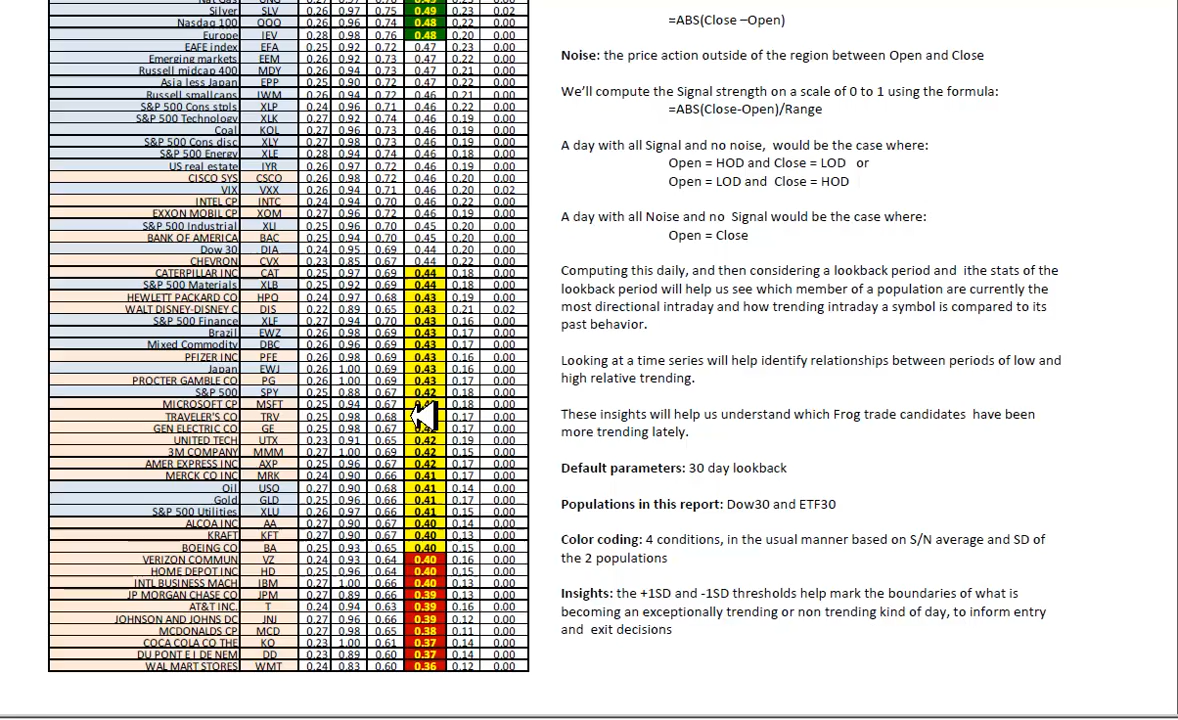 Silver SLV 0.26 0.97 0.75 0.49 0.23 0.02
Nasdaq 100 QQQ 0.26 0.96 0.74 0.48 0.22 0.00
Europe IEV 0.28 0.98 0.76 0.48 0.20 0.00
EAFE index EFA 0.25 0.92 0.72 0.47 0.23 0.00
Emerging markets EEM 0.26 0.92 0.73 0.47 0.22 0.00
Russell midcap 400 MDY 0.26 0.94 0.73 0.47 0.21 0.00
Asia less Japan EPP 0.25 0.90 0.72 0.47 0.22 0.00
Russell smallcaps IWM 0.26 0.94 0.72 0.46 0.21 0.00
S&P 500 Cons stpls XLP 0.24 0.96 0.71 0.46 0.22 0.00
S&P 500 Technology XLK 0.27 0.92 0.74 0.46 0.19 0.00
Coal KOL 0.27 0.96 0.73 0.46 0.19 0.00
S&P 500 Cons disc XLY 0.27 0.98 0.73 0.46 0.19 0.00
S&P 500 Energy XLE 0.28 0.94 0.74 0.46 0.18 0.00
US real estate IYR 0.26 0.97 0.72 0.46 0.19 0.00
CISCO SYS CSCO 0.26 0.98 0.72 0.46 0.19 0.00
VIX VXX 0.26 0.94 0.71 0.46 0.20 0.02
INTEL CP INTC 0.24 0.94 0.70 0.46 0.22 0.00
EXXON MOBIL CP XOM 0.27 0.96 0.72 0.46 0.19 0.00
S&P 500 Industrial XLI 0.25 0.96 0.70 0.45 0.20 0.00
BANK OF AMERICA BAC 0.25 0.94 0.70 0.45 0.20 0.00
Dow 30 DIA 0.24 0.95 0.69 0.44 0.20 0.00
CHEVRON CVX 0.23 0.85 0.67 0.44 0.22 0.00
CATERPILLAR INC CAT 0.25 0.97 0.69 0.44 0.18 0.00
S&P 500 Materials XLB 0.25 0.92 0.69 0.44 0.18 0.00
HEWLETT PACKARD CO HPQ 0.24 0.97 0.68 0.43 0.19 0.00
WALT DISNEY-DISNEY C DIS 0.22 0.89 0.65 0.43 0.21 0.02
S&P 500 Finance XLF 0.27 0.94 0.70 0.43 0.16 0.00
Brazil EWZ 0.26 0.98 0.69 0.43 0.17 0.00
Mixed Commodity DBC 0.26 0.96 0.69 0.43 0.17 0.00
PFIZER INC PFE 0.26 0.98 0.69 0.43 0.16 0.00
Japan EWJ 0.26 1.00 0.69 0.43 0.16 0.00
PROCTER GAMBLE CO PG 0.26 1.00 0.69 0.43 0.17 0.00
S&P 500 SPY 0.25 0.88 0.67 0.42 0.18 0.00
MICROSOFT CP MSFT 0.25 0.94 0.67 0.18 0.00
TRAVELER'S CO TRV 0.25 0.98 0.68 0.17 0.00
GEN ELECTRIC CO GE 0.25 0.98 0.67 0.17 0.00
UNITED TECH UTX 0.23 0.91 0.65 0.42 0.19 0.00
3M COMPANY MMM 0.27 1.00 0.69 0.42 0.15 0.00
AMER EXPRESS INC AXP 0.25 0.96 0.67 0.42 0.17 0.00
MERCK CO INC MRK 0.24 0.90 0.66 0.41 0.17 0.00
Oil USO 0.27 0.90 0.68 0.41 0.14 0.00
Gold GLD 0.25 0.96 0.66 0.41 0.17 0.00
S&P 500 Utilities XLU 0.26 0.97 0.66 0.41 0.15 0.00
ALCOA INC AA 0.27 0.90 0.67 0.40 0.14 0.00
KRAFT KFT 0.27 0.90 0.67 0.40 0.14 0.00
BOEING CO BA 0.25 0.93 0.65 0.40 0.15 0.00
VERIZON COMMUN VZ 0.24 0.93 0.64 0.40 0.16 0.00
HOME DEPOT INC HD 0.25 0.94 0.65 0.40 0.15 0.00
INTL BUSINESS MACH IBM 0.27 1.00 0.66 0.40 0.13 0.00
JP MORGAN CHASE CO JPM 0.27 0.89 0.66 0.39 0.13 0.00
AT&T INC. T 0.24 0.94 0.63 0.39 0.16 0.00
JOHNSON AND JOHNS DC JNJ 0.27 0.96 0.66 0.39 0.12 0.00
MCDONALDS CP MCD 0.27 0.98 0.65 0.38 0.11 0.00
COCA COLA CO THE KO 0.23 1.00 0.61 0.37 0.14 0.00
DU PONT E I DE NEM DD 0.23 0.89 0.60 0.37 0.14 0.00
WAL MART STORES WMT 0.24 0.83 0.60 0.36 0.12 0.00
=ABS(Close –Open)
Noise: the price action outside of the region between Open and Close
We'll compute the Signal strength on a scale of 0 to 1 using the formula:
=ABS(Close-Open)/Range
A day with all Signal and no noise, would be the case where:
Open = HOD and Close = LOD or
Open = LOD and Close = HOD
A day with all Noise and no Signal would be the case where:
Open = Close
Computing this daily, and then considering a lookback period and ithe stats of the
lookback period will help us see which member of a population are currently the
most directional intraday and how trending intraday a symbol is compared to its
past behavior.
Looking at a time series will help identify relationships between periods of low and
high relative trending.
These insights will help us understand which Frog trade candidates have been
more trending lately.
Default parameters: 30 day lookback
Populations in this report: Dow30 and ETF30
Color coding: 4 conditions, in the usual manner based on S/N average and SD of
the 2 populations
Insights: the +1SD and -1SD thresholds help mark the boundaries of what is
becoming an exceptionally trending or non trending kind of day, to inform entry
and exit decisions